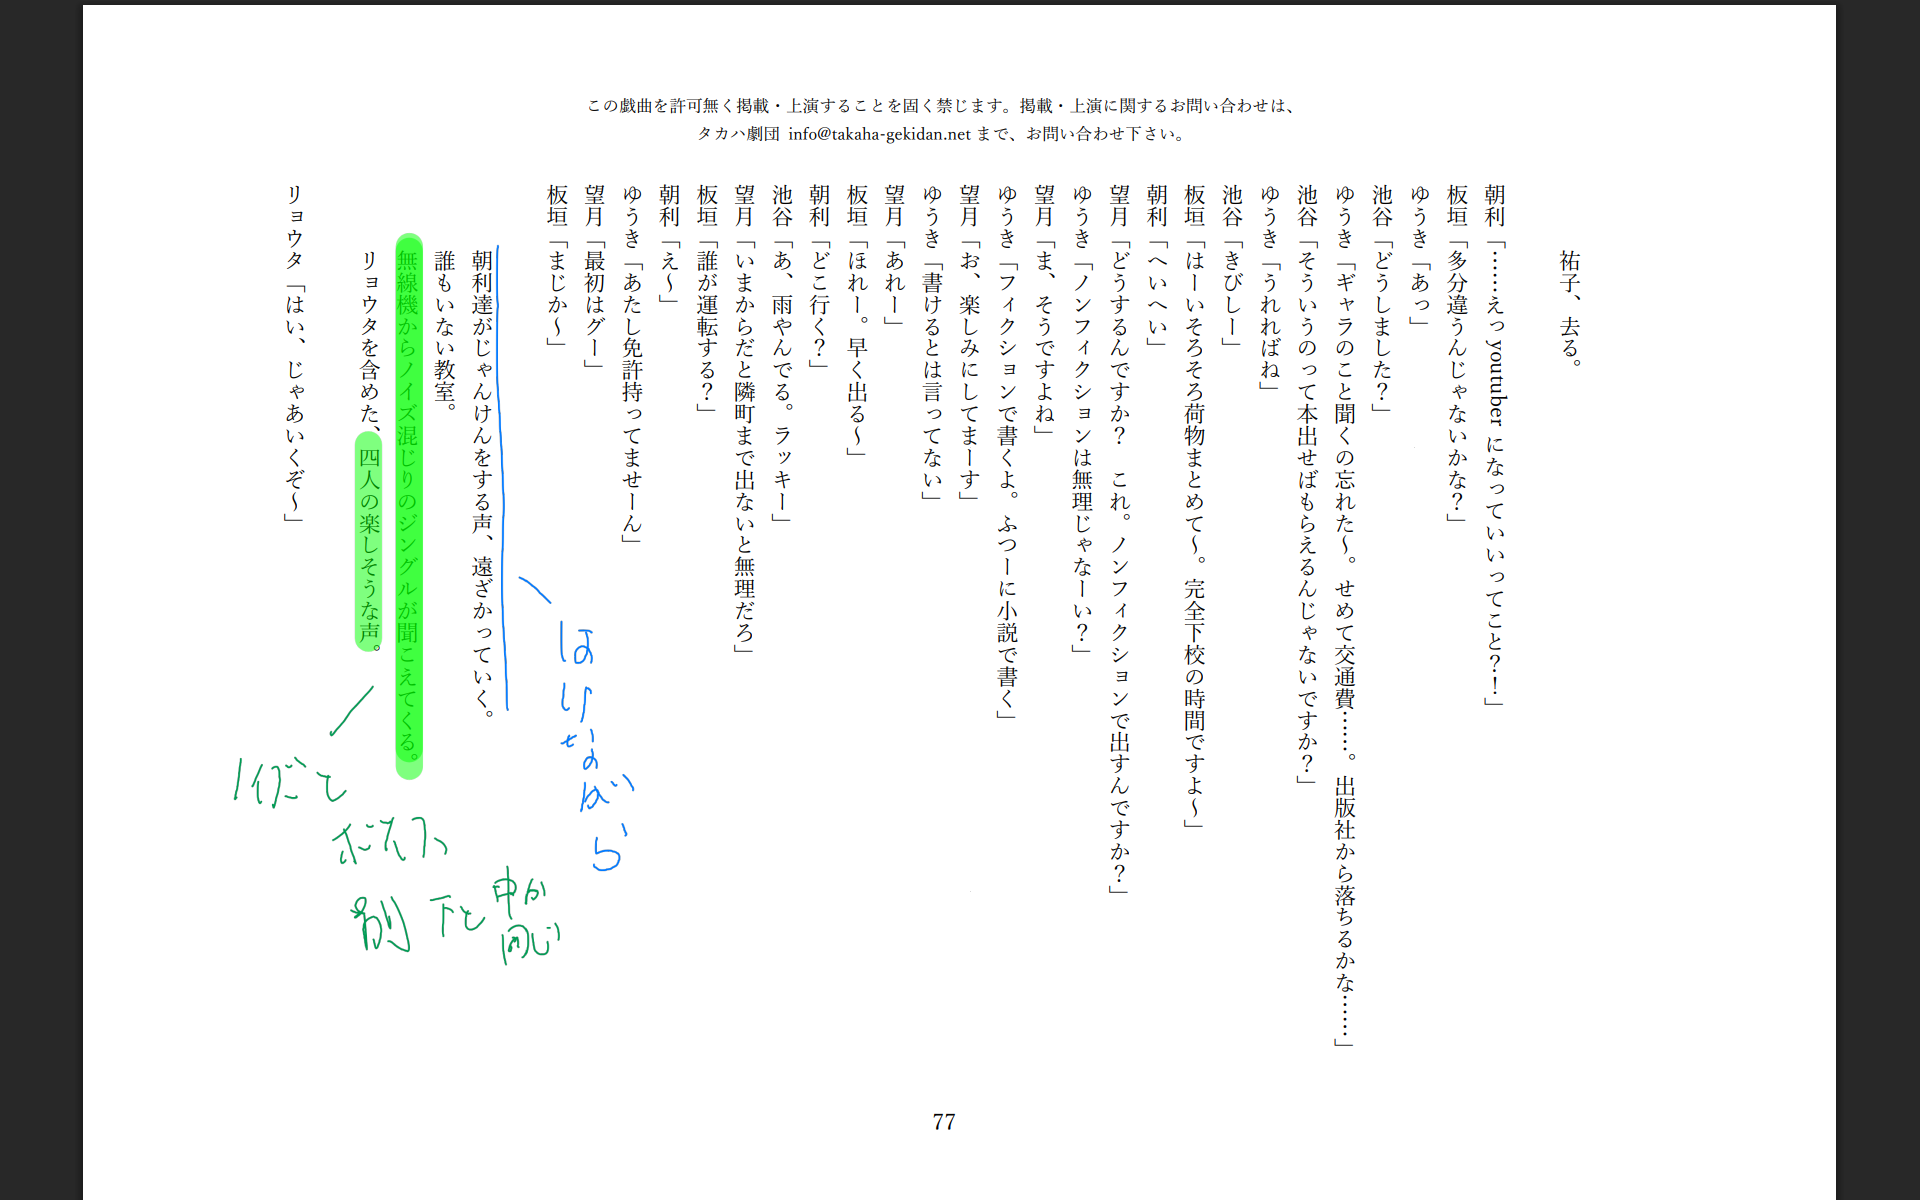 この戯曲を許可無く掲載・上演することを固く禁じます。掲載・上演に関するお問い合わせは、
タカハ劇団 info@takaha-gekidan.net まで、お問い合わせ下さい。
祐子、去る。
朝利「……えっ youtuber になっていいってこと？！」
板垣「多分違うんじゃないかな？」
ゆうき「あっ」
池谷「どうしました？」
ゆうき「ギャラのこと聞くの忘れた〜。せめて交通費……。出版社から落ちるかな……」
池谷「そういうのって本出せばもらえるんじゃないですか？」
ゆうき「うれればね」
池谷「きびしー」
板垣「はーいそろそろ荷物まとめて〜。完全下校の時間ですよ〜」
朝利「へいへい」
望月「どうするんですか？　これ。ノンフィクションで出すんですか？」
ゆうき「ノンフィクションは無理じゃなーい？」
望月「ま、そうですよね」
ゆうき「フィクションで書くよ。ふつーに小説で書く」
望月「お、楽しみにしてまーす」
ゆうき「書けるとは言ってない」
望月「あれー」
板垣「ほれー。早く出る〜」
朝利「どこ行く？」
池谷「あ、雨やんでる。ラッキー」
望月「いまからだと隣町まで出ないと無理だろ」
板垣「誰が運転する？」
朝利「え〜」
ゆうき「あたし免許持ってませーん」
望月「最初はグー」
板垣「まじか〜」
朝利達がじゃんけんをする声、遠ざかっていく。
誰もいない教室。
無線機からノイズ混じりのジングルが聞こえてくる。
リョウタを含めた、四人の楽しそうな声。
リョウタ「はい、じゃあいくぞ〜」
はけながら
別 下と
中か
同じ
77